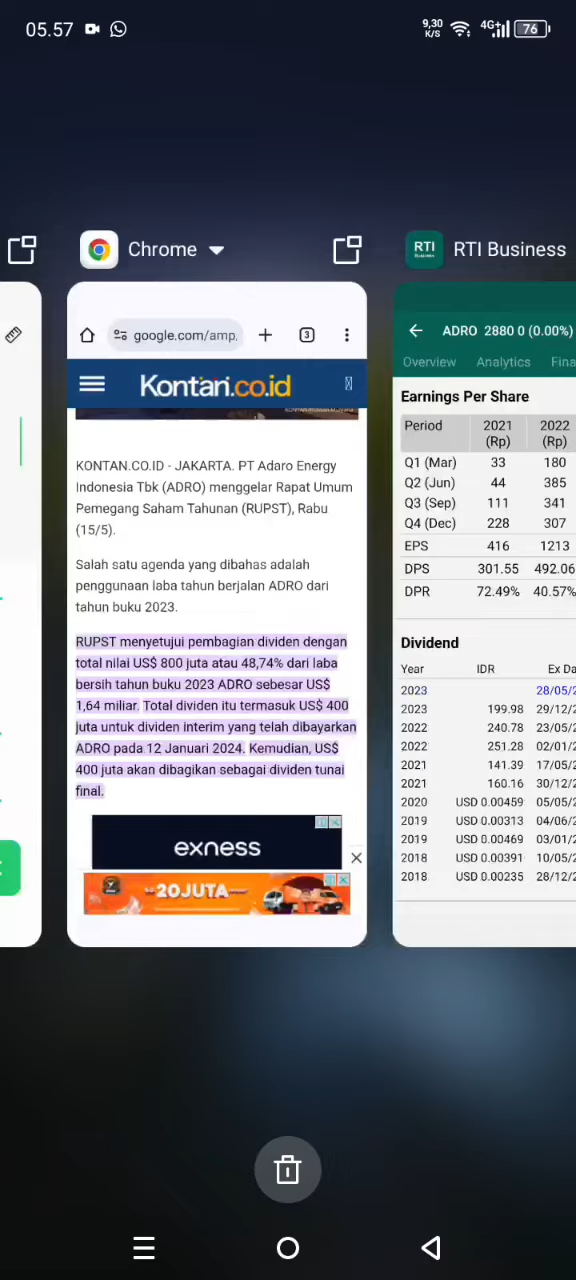 05.57
9,30
K/S
4G+
76
Chrome
RTI
Business
RTI Business
google.com/amp,
3
Kontan.co.id
KONTAN.CO.ID - JAKARTA. PT Adaro Energy
Indonesia Tbk (ADRO) menggelar Rapat Umum
Pemegang Saham Tahunan (RUPST), Rabu
(15/5).
Salah satu agenda yang dibahas adalah
penggunaan laba tahun berjalan ADRO dari
tahun buku 2023.
RUPST menyetujui pembagian dividen dengan
total nilai US$ 800 juta atau 48,74% dari laba
bersih tahun buku 2023 ADRO sebesar US$
1,64 miliar. Total dividen itu termasuk US$ 400
juta untuk dividen interim yang telah dibayarkan
ADRO pada 12 Januari 2024. Kemudian, US$
400 juta akan dibagikan sebagai dividen tunai
final.
exness
20JUTA
ADRO 2880 0 (0.00%)
Overview Analytics Fina
Earnings Per Share
Period 2021 (Rp) 2022 (Rp)
Q1 (Mar) 33 180
Q2 (Jun) 44 385
Q3 (Sep) 111 341
Q4 (Dec) 228 307
EPS 416 1213
DPS 301.55 492.06
DPR 72.49% 40.57%
Dividend
Year IDR Ex Da
2023 28/05/2
2023 199.98 29/12/2
2022 240.78 23/05/2
2022 251.28 02/01/2
2021 141.39 17/05/2
2021 160.16 30/12/2
2020 USD 0.00459 05/05/2
2019 USD 0.00313 04/06/2
2019 USD 0.00469 03/01/2
2018 USD 0.00391 10/05/2
2018 USD 0.00235 28/12/2